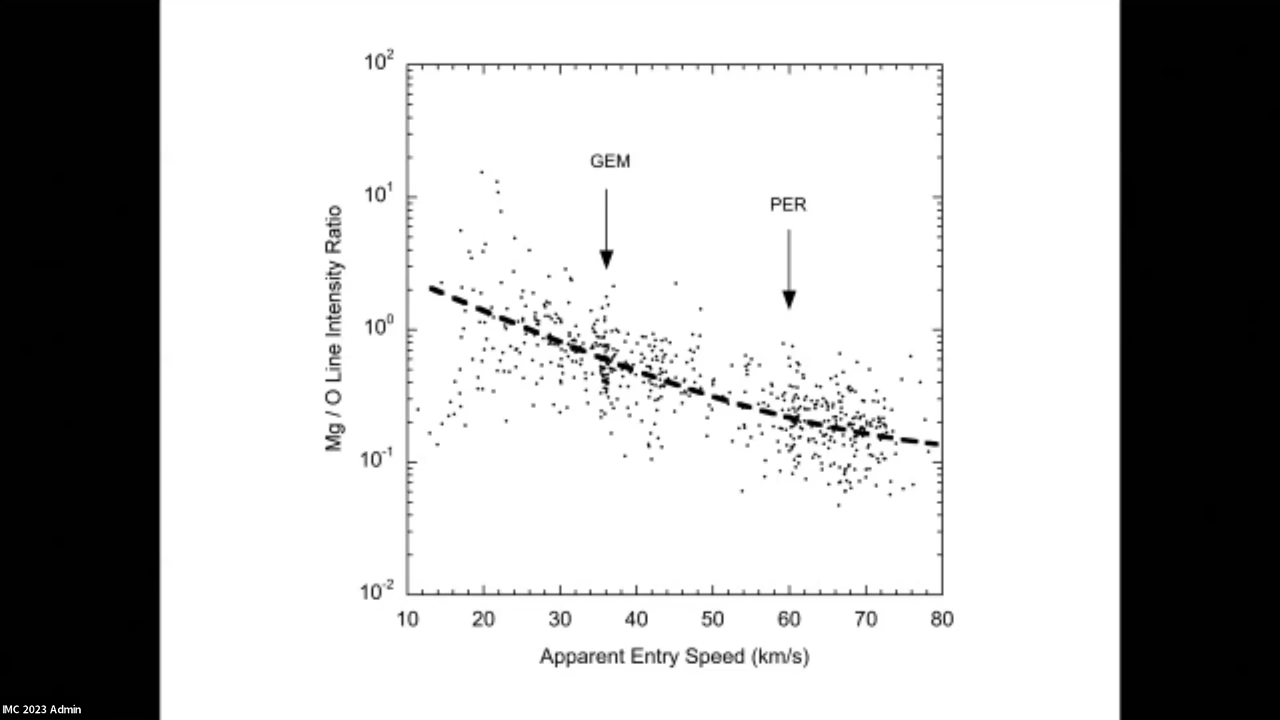 10²
10¹
10⁰
10⁻¹
10⁻²
Mg / O Line Intensity Ratio
GEM
PER
10 20 30 40 50 60 70 80
Apparent Entry Speed (km/s)
IMC 2023 Admin